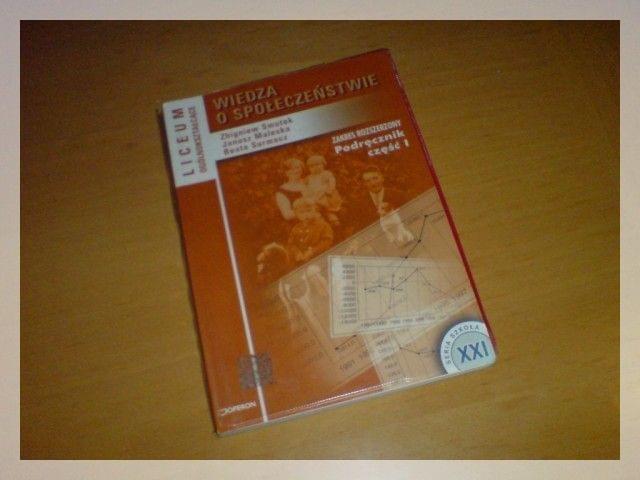 LICEUM
OGÓLNOKSZTAŁCĄCE
WIEDZA
O SPOŁECZEŃSTWIE
Zbigniew Smutek
Janusz Maleska
Beata Surmacz
ZAKRES ROZSZERZONY
Podręcznik
część I
SERIA SZKOŁA
XXI
OPERON